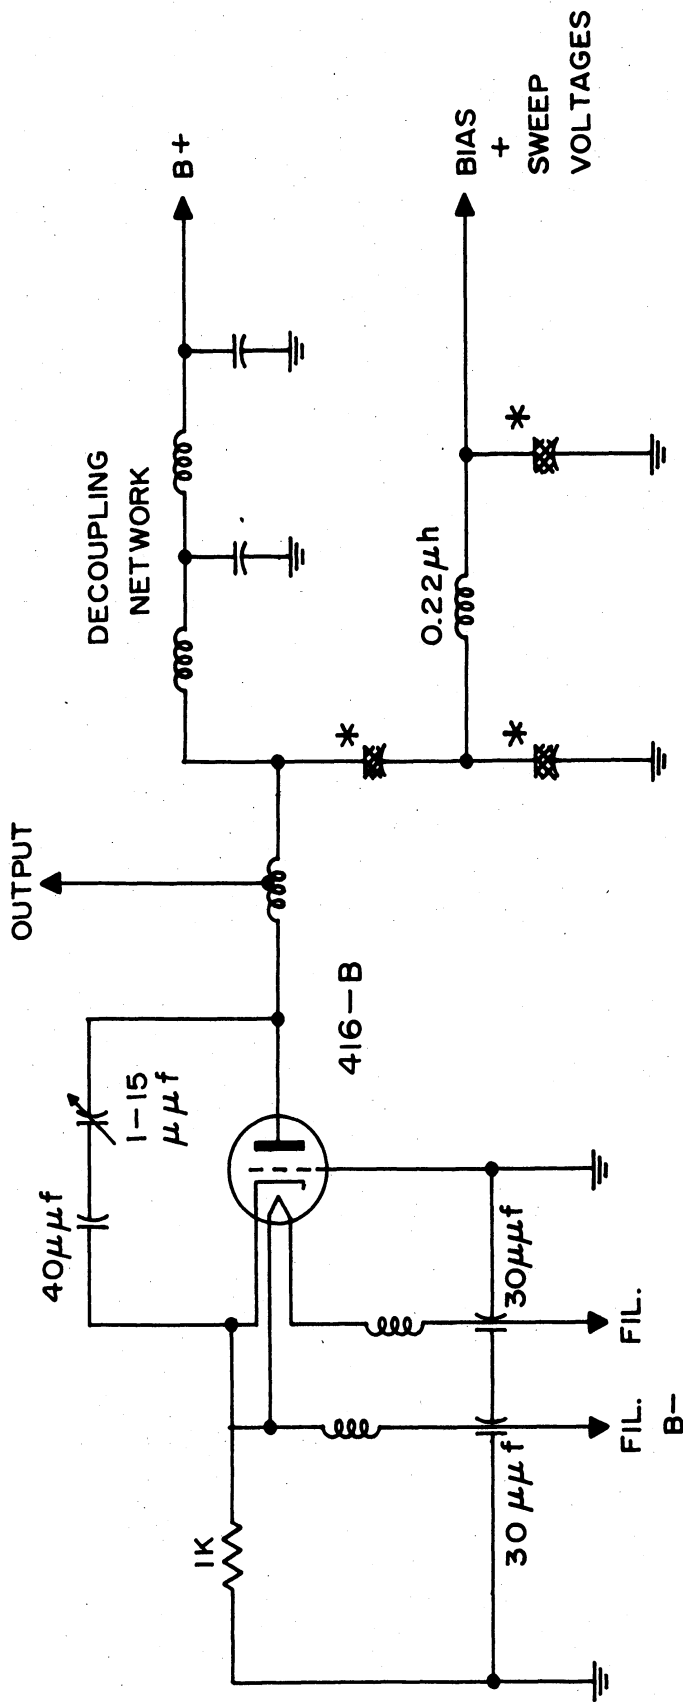 OUTPUT
DECOUPLING
NETWORK
B+
40µµf
1–15
µµf
416–B
0.22µh
*
*
*
BIAS
+
SWEEP
VOLTAGES
1K
30µµf
30µµf
FIL.
FIL.
B–